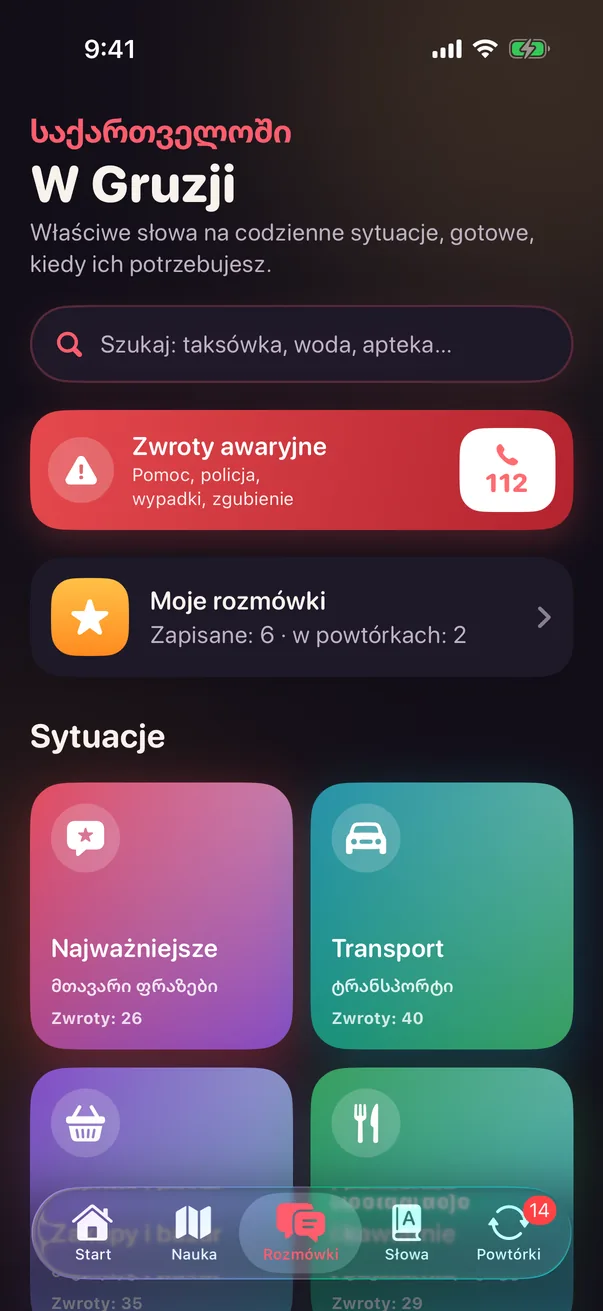 9:41
საქართველოში
W Gruzji
Właściwe słowa na codzienne sytuacje, gotowe,
kiedy ich potrzebujesz.
Szukaj: taksówka, woda, apteka...
Zwroty awaryjne
Pomoc, policja,
wypadki, zgubienie
112
Moje rozmówki
Zapisane: 6 · w powtórkach: 2
Sytuacje
Najważniejsze
მთავარი ფრაზები
Zwroty: 26
Transport
ტრანსპორტი
Zwroty: 40
Start
Nauka
Rozmówki
Słowa
Powtórki
14
Zwroty: 35
Zwroty: 29